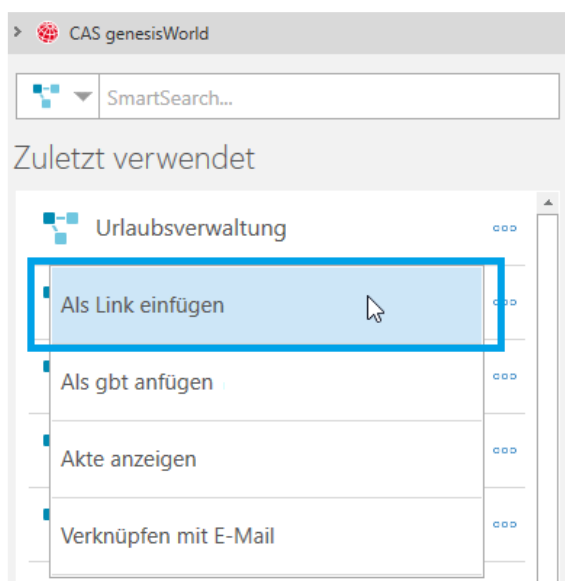 CAS genesisWorld
SmartSearch...
Zuletzt verwendet
Urlaubsverwaltung
Als Link einfügen
Als gbt anfügen
Akte anzeigen
Verknüpfen mit E-Mail